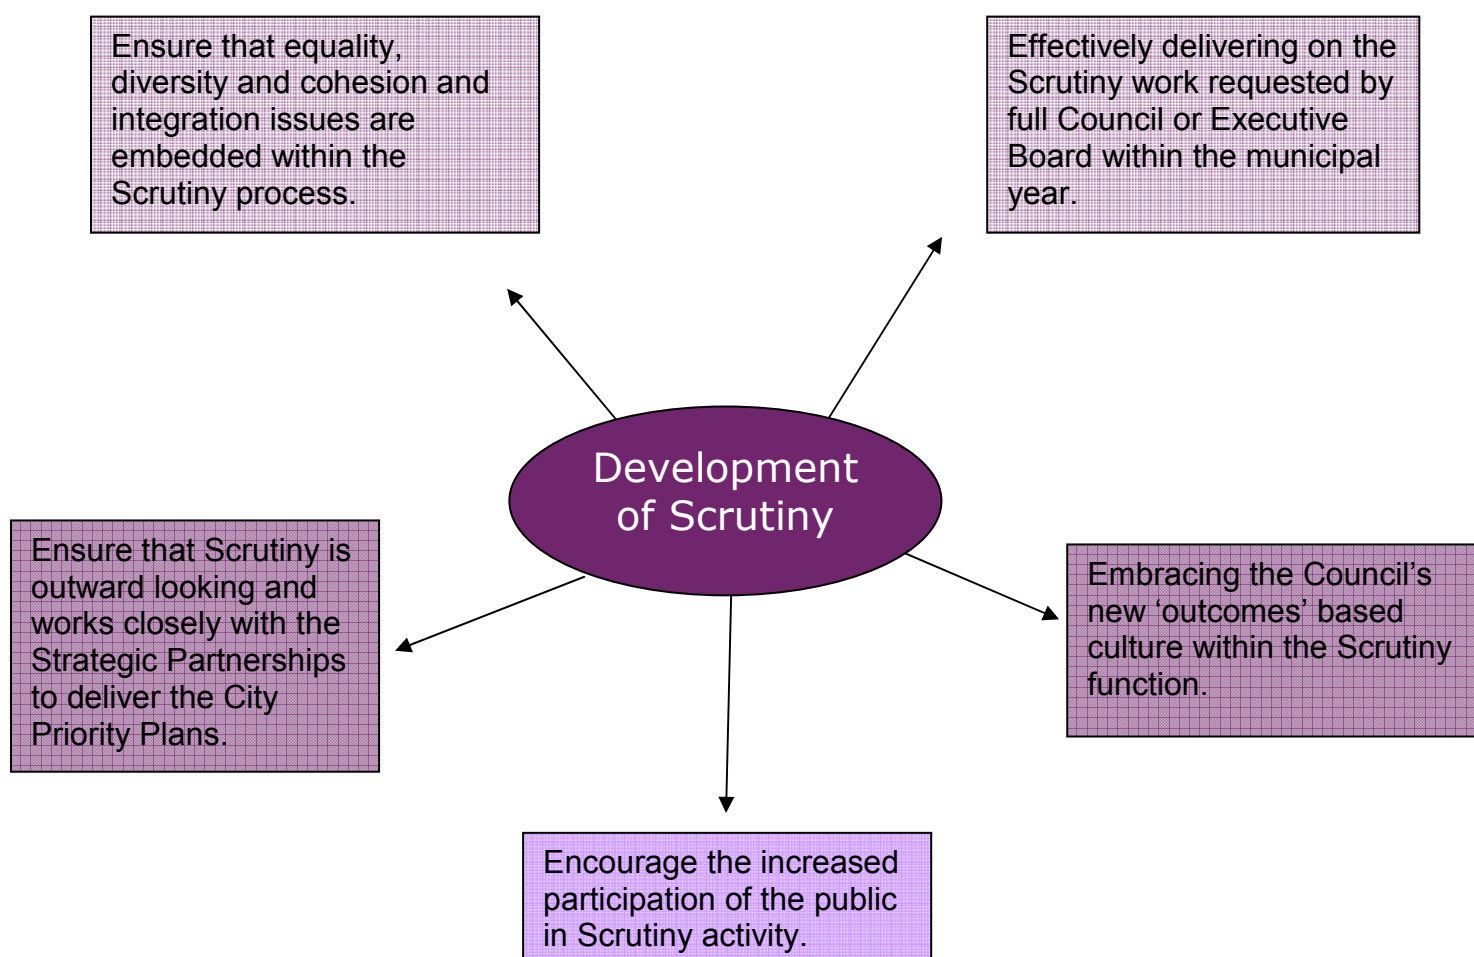 Ensure that equality,
diversity and cohesion and
integration issues are
embedded within the
Scrutiny process.
Effectively delivering on the
Scrutiny work requested by
full Council or Executive
Board within the municipal
year.
Development
of Scrutiny
Ensure that Scrutiny is
outward looking and
works closely with the
Strategic Partnerships
to deliver the City
Priority Plans.
Embracing the Council’s
new ‘outcomes’ based
culture within the Scrutiny
function.
Encourage the increased
participation of the public
in Scrutiny activity.